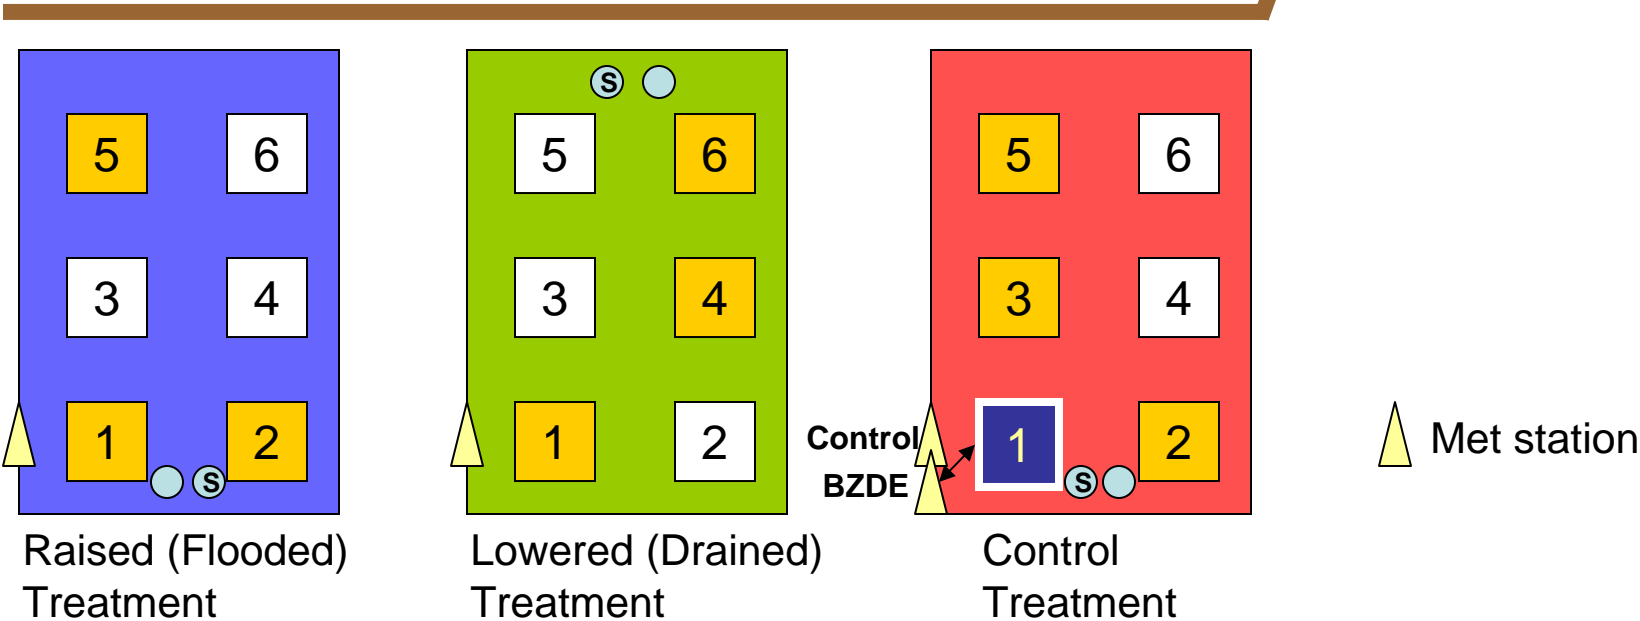 S
S
5 6 5 6 5 6
3 4 3 4 3 4
1 2 1 2 Control 1 2 Met station
BZDE
S S
Raised (Flooded)
Treatment
Lowered (Drained)
Treatment
Control
Treatment